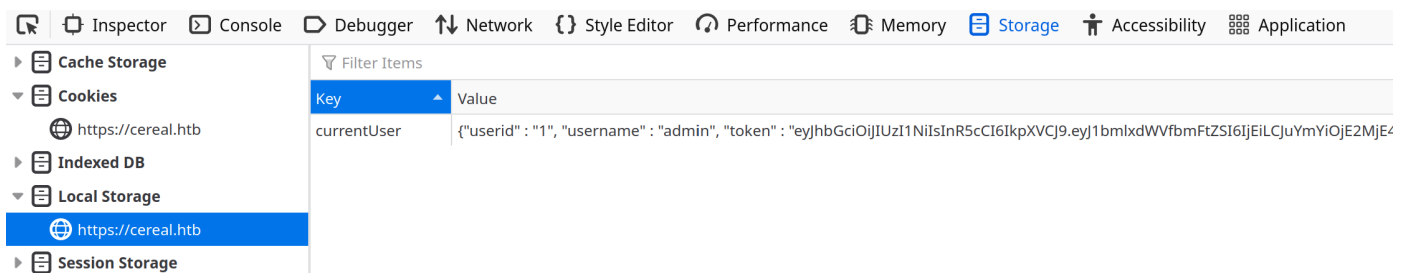 Inspector Console Debugger Network Style Editor Performance Memory Storage Accessibility Application
Cache Storage
Filter Items
Cookies
Key Value
https://cereal.htb
currentUser {"userid" : "1", "username" : "admin", "token" : "eyJhbGciOiJIUzI1NiIsInR5cCI6IkpXVCJ9.eyJ1bmlxdWVfbmFtZSI6IjEiLCJuYmYiOjE2MjE4
Indexed DB
Local Storage
https://cereal.htb
Session Storage